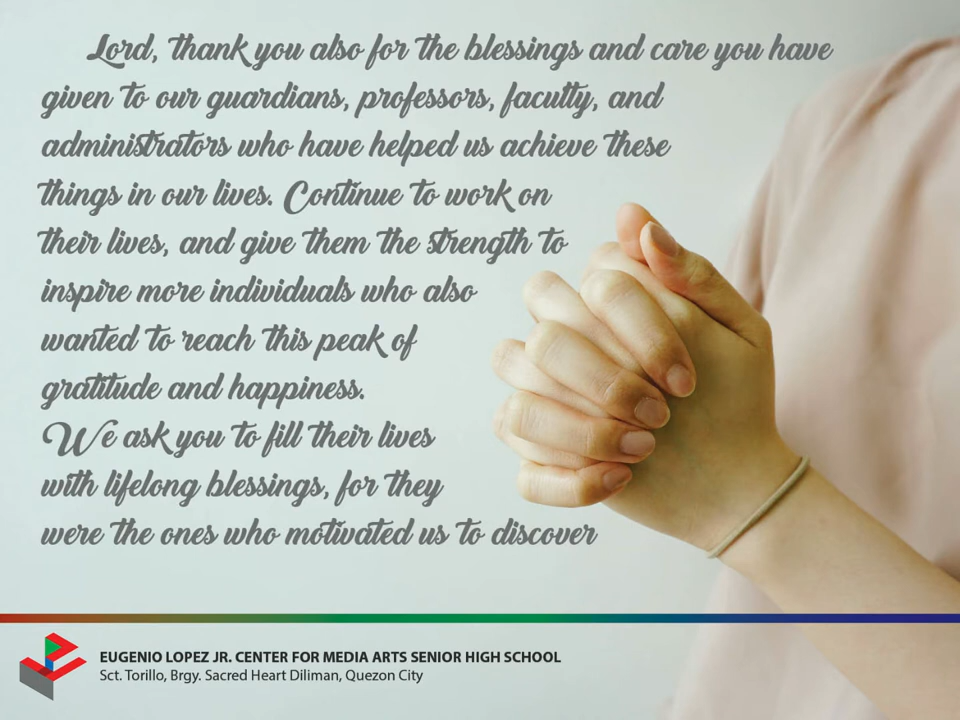 Lord, thank you also for the blessings and care you have
given to our guardians, professors, faculty, and
administrators who have helped us achieve these
things in our lives. Continue to work on
their lives, and give them the strength to
inspire more individuals who also
wanted to reach this peak of
gratitude and happiness.
We ask you to fill their lives
with lifelong blessings, for they
were the ones who motivated us to discover
EUGENIO LOPEZ JR. CENTER FOR MEDIA ARTS SENIOR HIGH SCHOOL
Sct. Torillo, Brgy. Sacred Heart Diliman, Quezon City